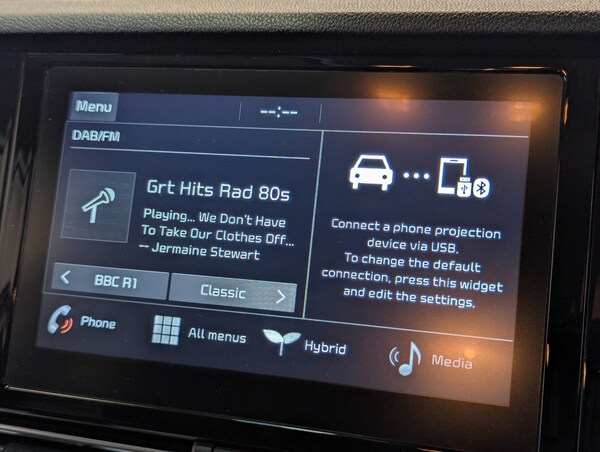 Menu
--:--
DAB/FM
Grt Hits Rad 80s
Playing... We Don't Have
To Take Our Clothes Off...
-- Jermaine Stewart
< BBC R1
Classic >
Connect a phone projection
device via USB.
To change the default
connection, press this widget
and edit the settings.
Phone
All menus
Hybrid
Media